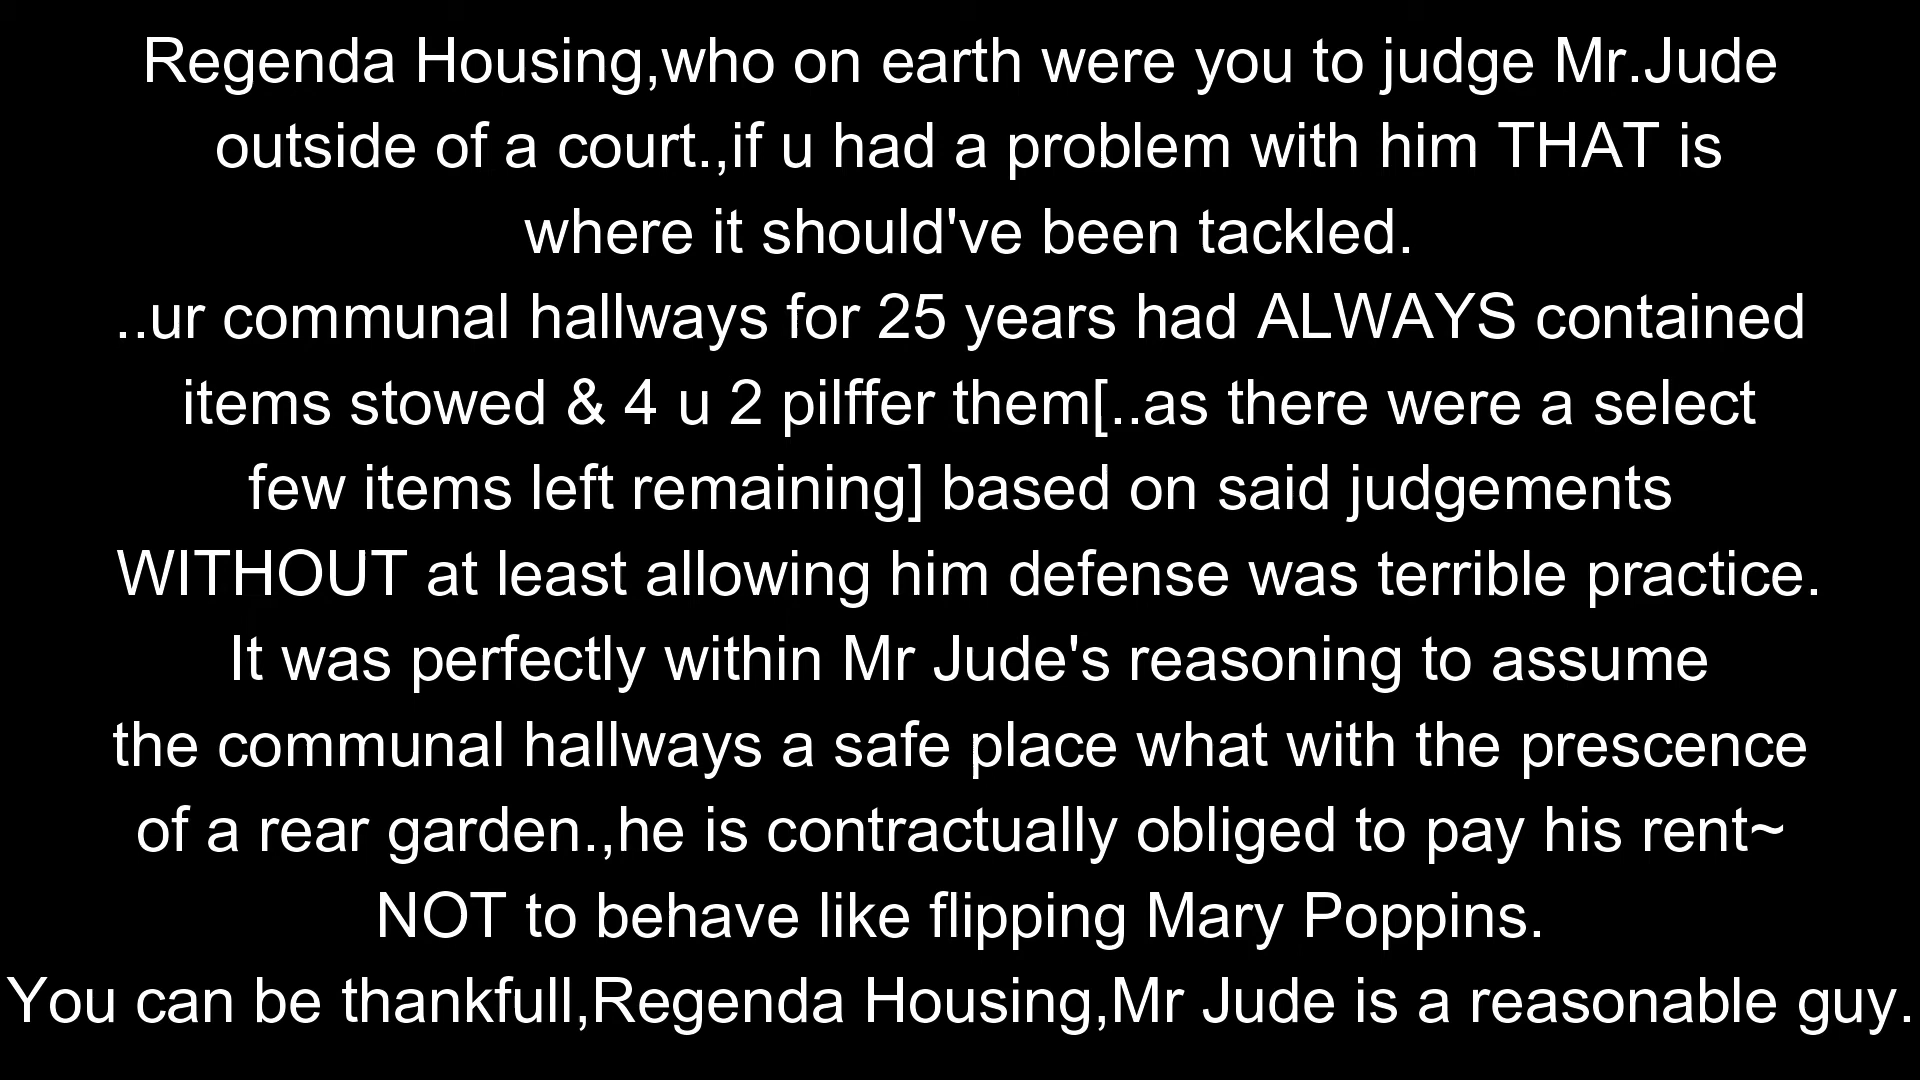 Regenda Housing,who on earth were you to judge Mr.Jude
outside of a court.,if u had a problem with him THAT is
where it should've been tackled.
..ur communal hallways for 25 years had ALWAYS contained
items stowed & 4 u 2 pilffer them[..as there were a select
few items left remaining] based on said judgements
WITHOUT at least allowing him defense was terrible practice.
It was perfectly within Mr Jude's reasoning to assume
the communal hallways a safe place what with the prescence
of a rear garden.,he is contractually obliged to pay his rent~
NOT to behave like flipping Mary Poppins.
You can be thankfull,Regenda Housing,Mr Jude is a reasonable guy.